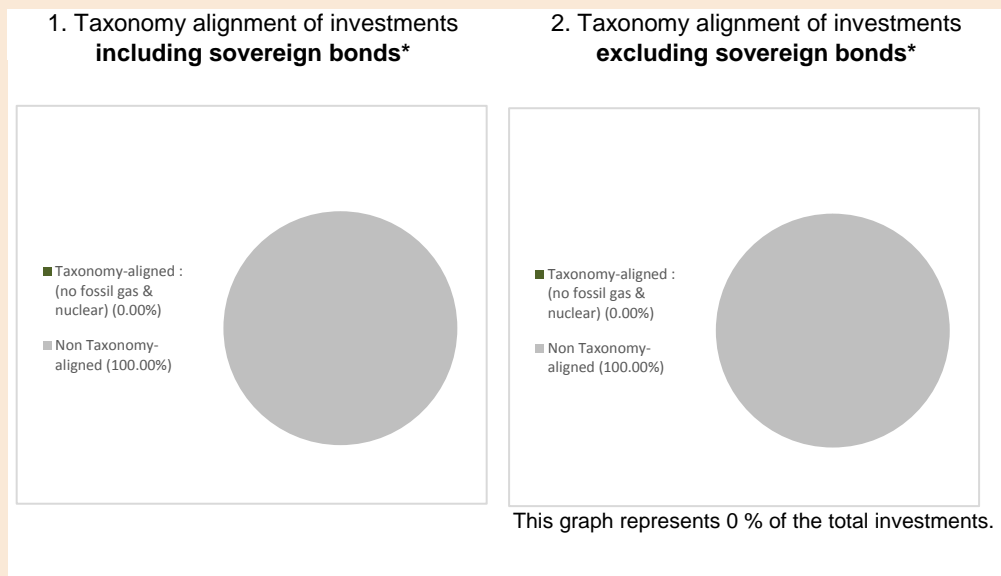 1. Taxonomy alignment of investments
including sovereign bonds*
Taxonomy-aligned :
(no fossil gas &
nuclear) (0.00%)
Non Taxonomy-
aligned (100.00%)
2. Taxonomy alignment of investments
excluding sovereign bonds*
Taxonomy-aligned :
(no fossil gas &
nuclear) (0.00%)
Non Taxonomy-
aligned (100.00%)
This graph represents 0 % of the total investments.